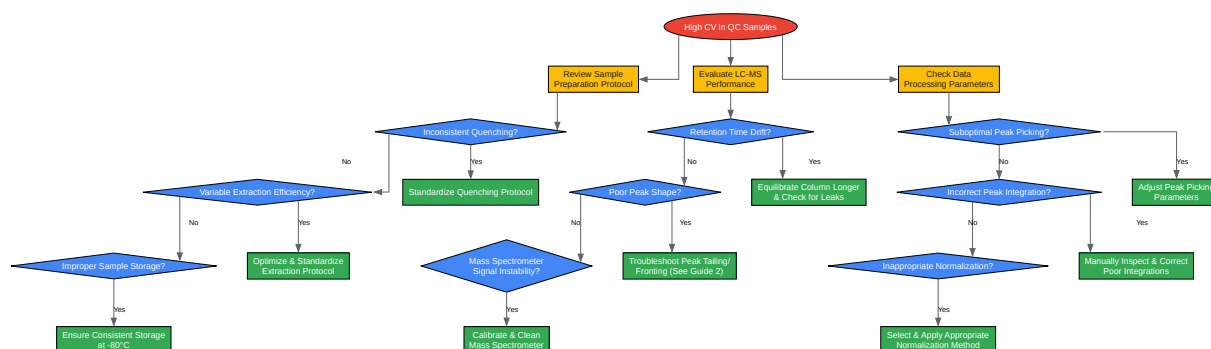 High CV in QC Samples
Review Sample
Preparation Protocol
Evaluate LC-MS
Performance
Check Data
Processing Parameters
Inconsistent Quenching?
Retention Time Drift?
Suboptimal Peak Picking?
No
Yes
No
Yes
No
Yes
Variable Extraction Efficiency?
Standardize Quenching Protocol
Poor Peak Shape?
Equilibrate Column Longer
& Check for Leaks
Incorrect Peak Integration?
Adjust Peak Picking
Parameters
No
Yes
No
Yes
No
Yes
Improper Sample Storage?
Optimize & Standardize
Extraction Protocol
Mass Spectrometer
Signal Instability?
Troubleshoot Peak Tailing/
Fronting (See Guide 2)
Inappropriate Normalization?
Manually Inspect & Correct
Poor Integrations
Yes
Yes
Yes
Ensure Consistent Storage
at -80°C
Calibrate & Clean
Mass Spectrometer
Select & Apply Appropriate
Normalization Method